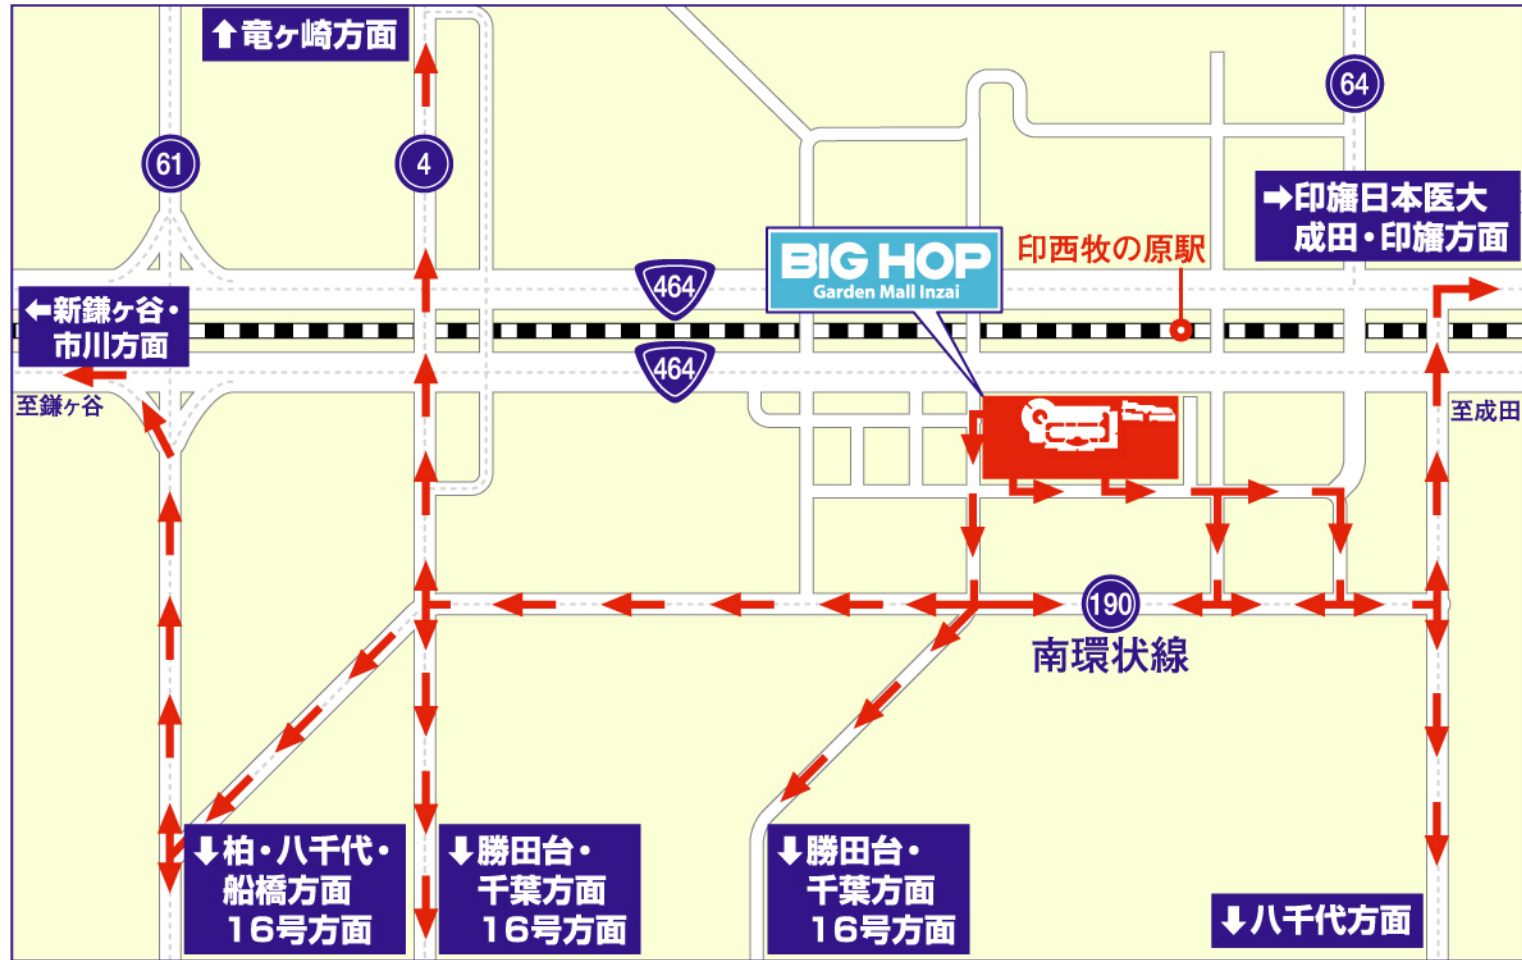 ↑竜ヶ崎方面
61
4
64
→印旛日本医大
成田・印旛方面
BIG HOP
Garden Mall Inzai
印西牧の原駅
464
←新鎌ヶ谷・
市川方面
464
至鎌ヶ谷
至成田
190
南環状線
↓柏・八千代・
船橋方面
16号方面
↓勝田台・
千葉方面
16号方面
↓勝田台・
千葉方面
16号方面
↓八千代方面